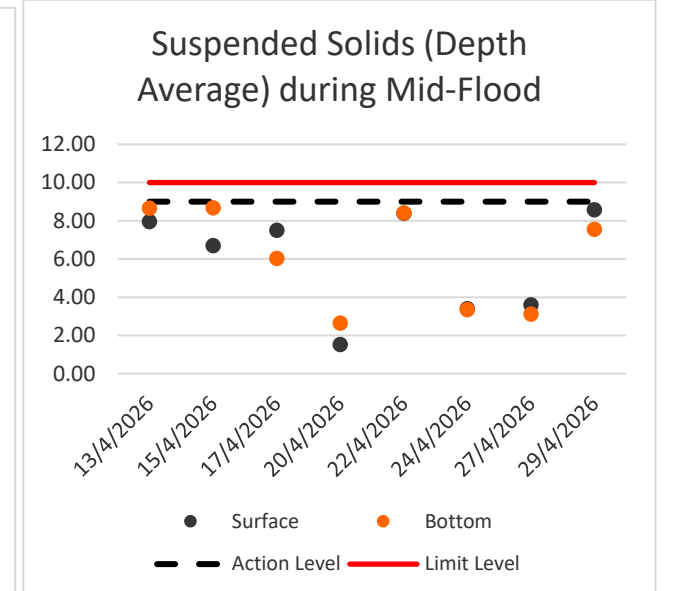 Suspended Solids (Depth
Average) during Mid-Flood
12.00
10.00
8.00
6.00
4.00
2.00
0.00
13/4/2026
15/4/2026
17/4/2026
20/4/2026
22/4/2026
24/4/2026
27/4/2026
29/4/2026
Surface
Bottom
Action Level
Limit Level